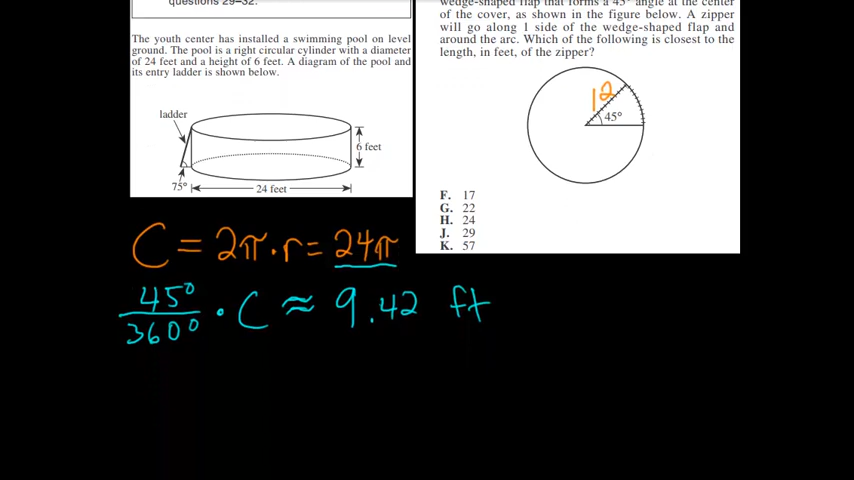 questions 29–32.
The youth center has installed a swimming pool on level
ground. The pool is a right circular cylinder with a diameter
of 24 feet and a height of 6 feet. A diagram of the pool and
its entry ladder is shown below.
ladder
6 feet
75°
24 feet
wedge-shaped flap that forms a 45° angle at the center
of the cover, as shown in the figure below. A zipper
will go along 1 side of the wedge-shaped flap and
around the arc. Which of the following is closest to the
length, in feet, of the zipper?
12
45°
F. 17
G. 22
H. 24
J. 29
K. 57
C = 2π · r = 24π
45°/360° · C ≈ 9.42 ft